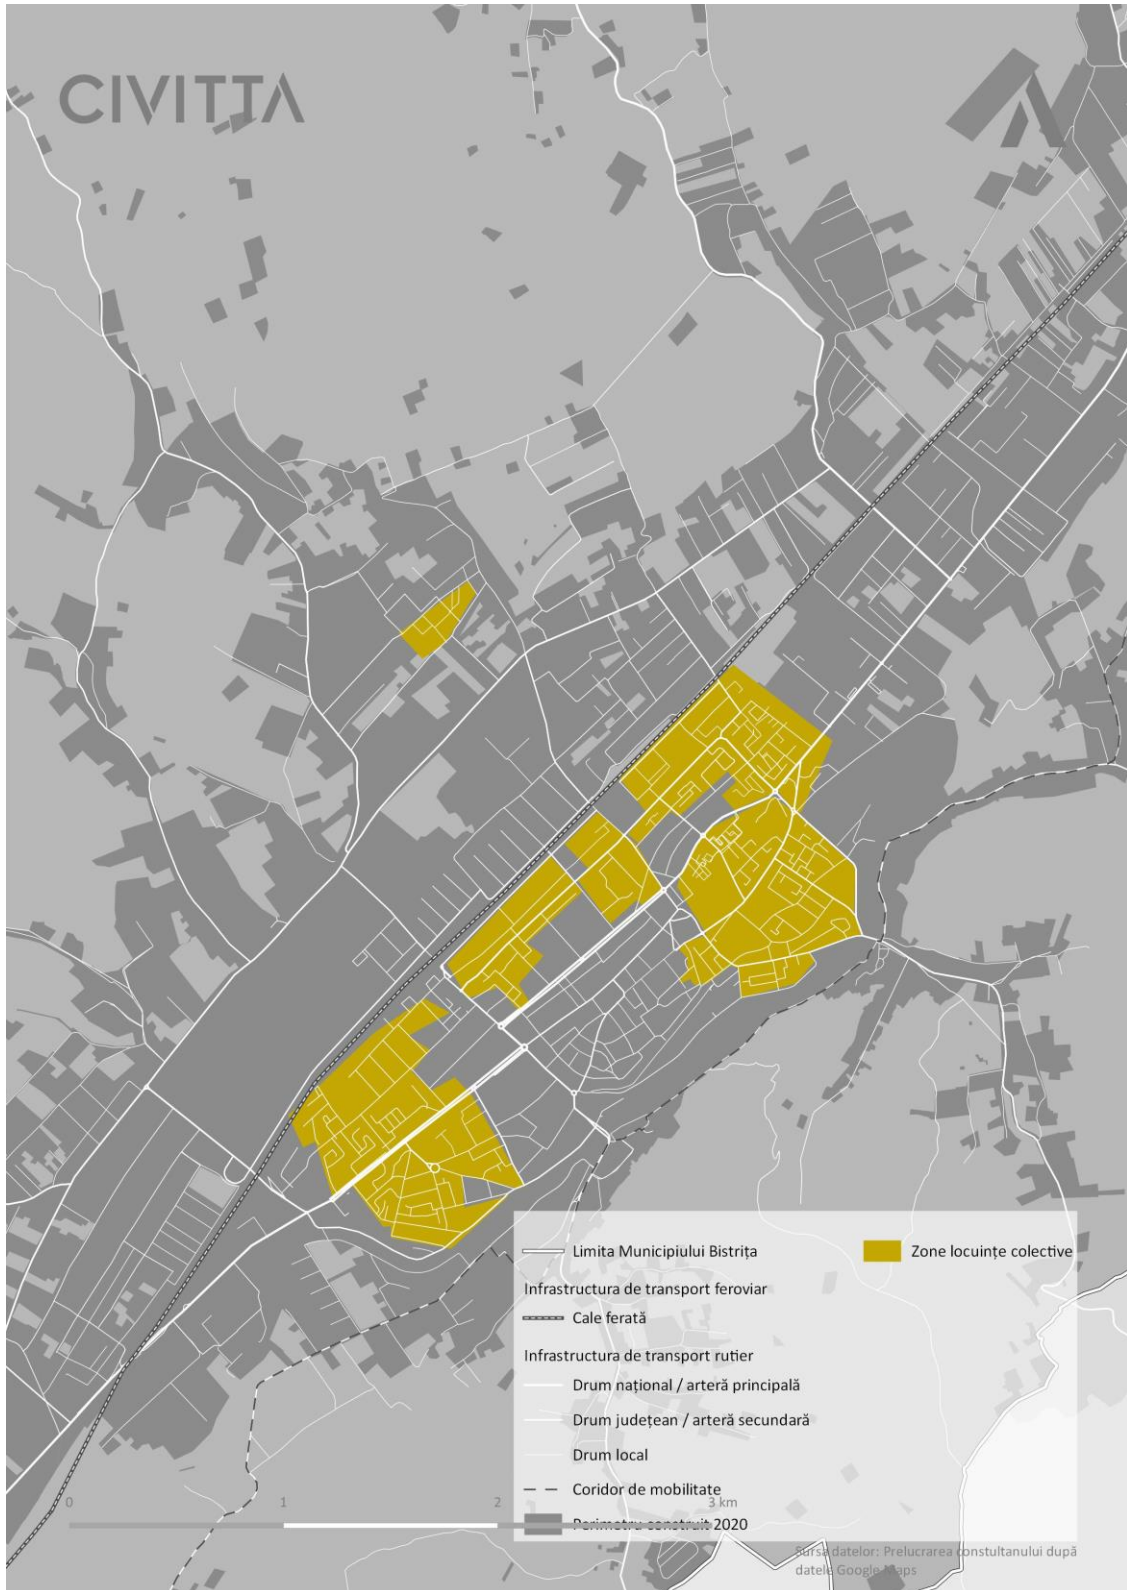 CIVITTA
Limita Municipiului Bistrița
Zone locuințe colective
Infrastructura de transport feroviar
Cale ferată
Infrastructura de transport rutier
Drum național / arteră principală
Drum județean / arteră secundară
Drum local
Coridor de mobilitate
0 1 2 3 km
Perimetru construit 2020
Sursa datelor: Prelucrarea constultanului după
datele Google Maps